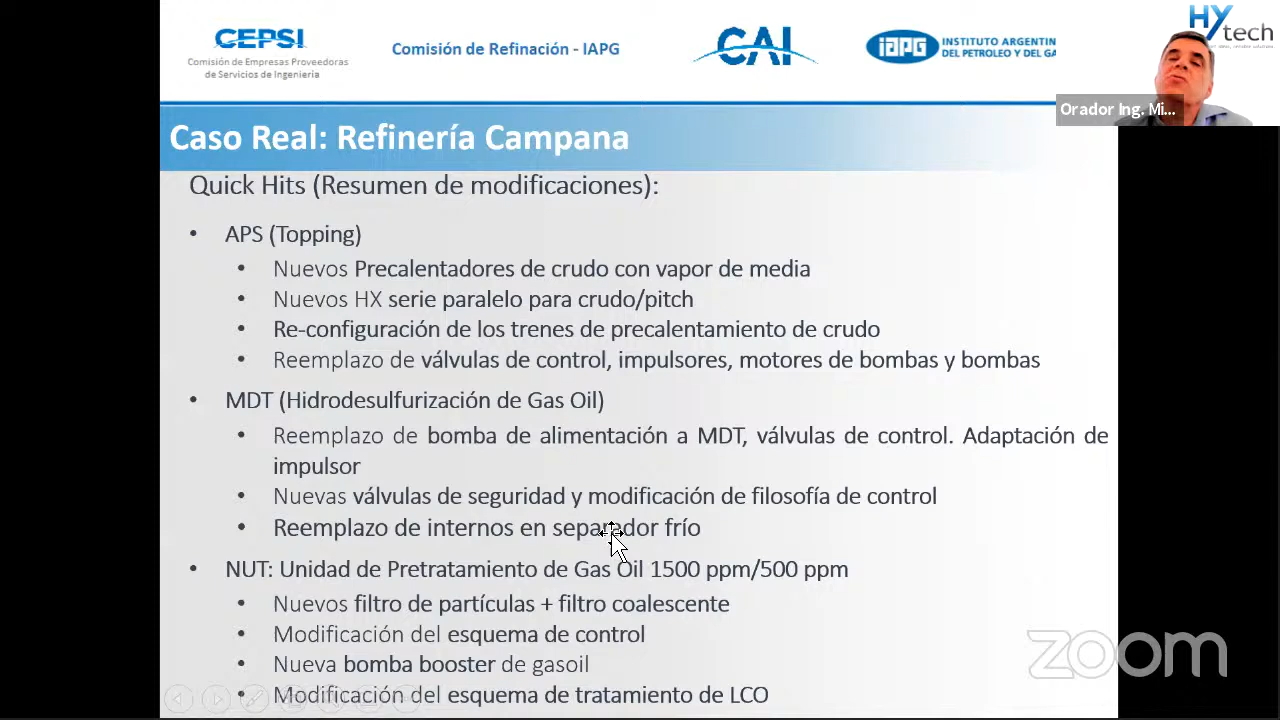 CEPSI
Comisión de Empresas Proveedoras
de Servicios de Ingeniería
Comisión de Refinación - IAPG
CAI
iapg
INSTITUTO ARGENTIN
DEL PETROLEO Y DEL GA
HYtech
Orador Ing. Mi...
Caso Real: Refinería Campana
Quick Hits (Resumen de modificaciones):
• APS (Topping)
• Nuevos Precalentadores de crudo con vapor de media
• Nuevos HX serie paralelo para crudo/pitch
• Re-configuración de los trenes de precalentamiento de crudo
• Reemplazo de válvulas de control, impulsores, motores de bombas y bombas
• MDT (Hidrodesulfurización de Gas Oil)
• Reemplazo de bomba de alimentación a MDT, válvulas de control. Adaptación de
impulsor
• Nuevas válvulas de seguridad y modificación de filosofía de control
• Reemplazo de internos en separador frío
• NUT: Unidad de Pretratamiento de Gas Oil 1500 ppm/500 ppm
• Nuevos filtro de partículas + filtro coalescente
• Modificación del esquema de control
• Nueva bomba booster de gasoil
• Modificación del esquema de tratamiento de LCO
zoom